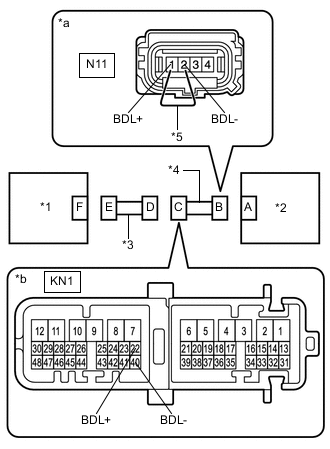 *a
N11
1 2 3 4
BDL+ BDL-
*5
*4
*1 F E D C B A *2
*3
*b KN1
12 11 10 9 8 7 6 5 4 3 2 1
30 29 28 27 26 25 24 23 22 21 20 19 18 17 16 15 14 13
48 47 46 45 44 43 42 41 40 39 38 37 36 35 34 33 32 31
BDL+ BDL-